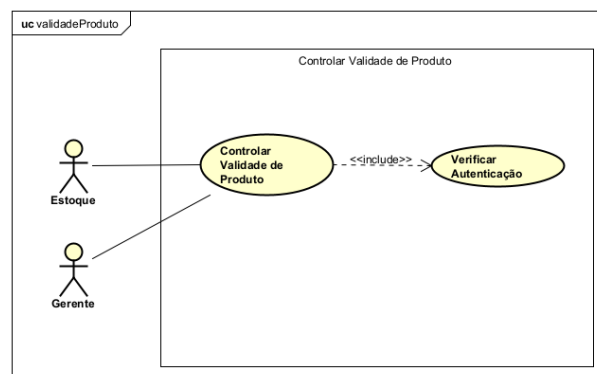 uc validadeProduto
Controlar Validade de Produto
Controlar
Validade de
Produto
<<include>>
Verificar
Autenticação
Estoque
Gerente